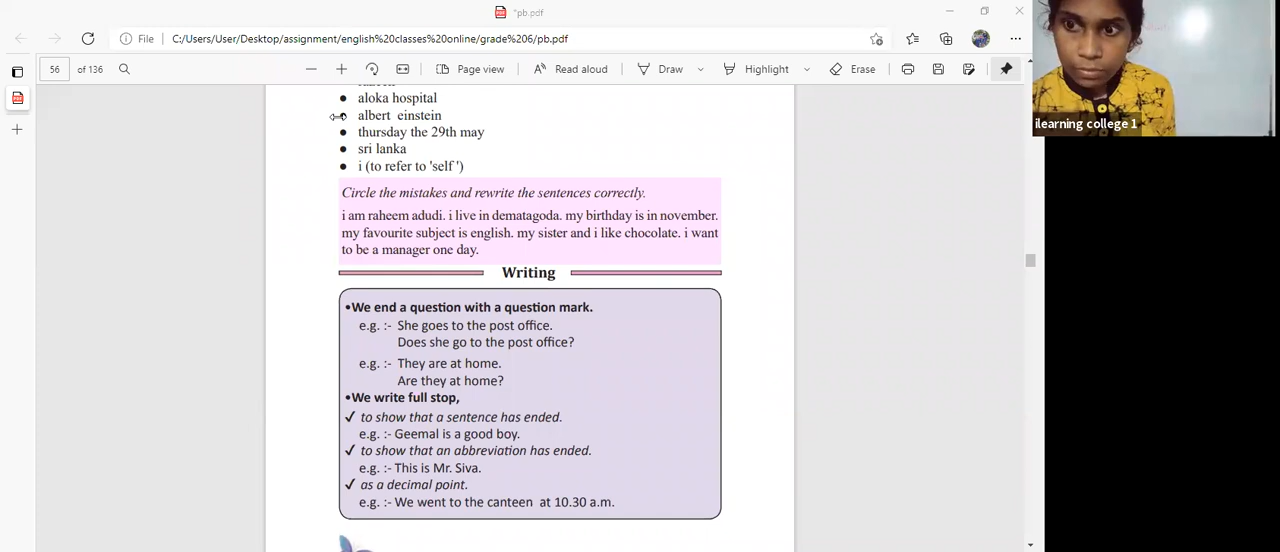 *pb.pdf
File C:/Users/User/Desktop/assignment/english%20classes%20online/grade%206/pb.pdf
56 of 136 Page view Read aloud Draw Highlight Erase
ilearning college 1
● aloka hospital
● albert einstein
● thursday the 29th may
● sri lanka
● i (to refer to 'self ')
Circle the mistakes and rewrite the sentences correctly.
i am raheem adudi. i live in dematagoda. my birthday is in november.
my favourite subject is english. my sister and i like chocolate. i want
to be a manager one day.
Writing
•We end a question with a question mark.
e.g. :- She goes to the post office.
Does she go to the post office?
e.g. :- They are at home.
Are they at home?
•We write full stop,
✓ to show that a sentence has ended.
e.g. :- Geemal is a good boy.
✓ to show that an abbreviation has ended.
e.g. :- This is Mr. Siva.
✓ as a decimal point.
e.g. :- We went to the canteen at 10.30 a.m.